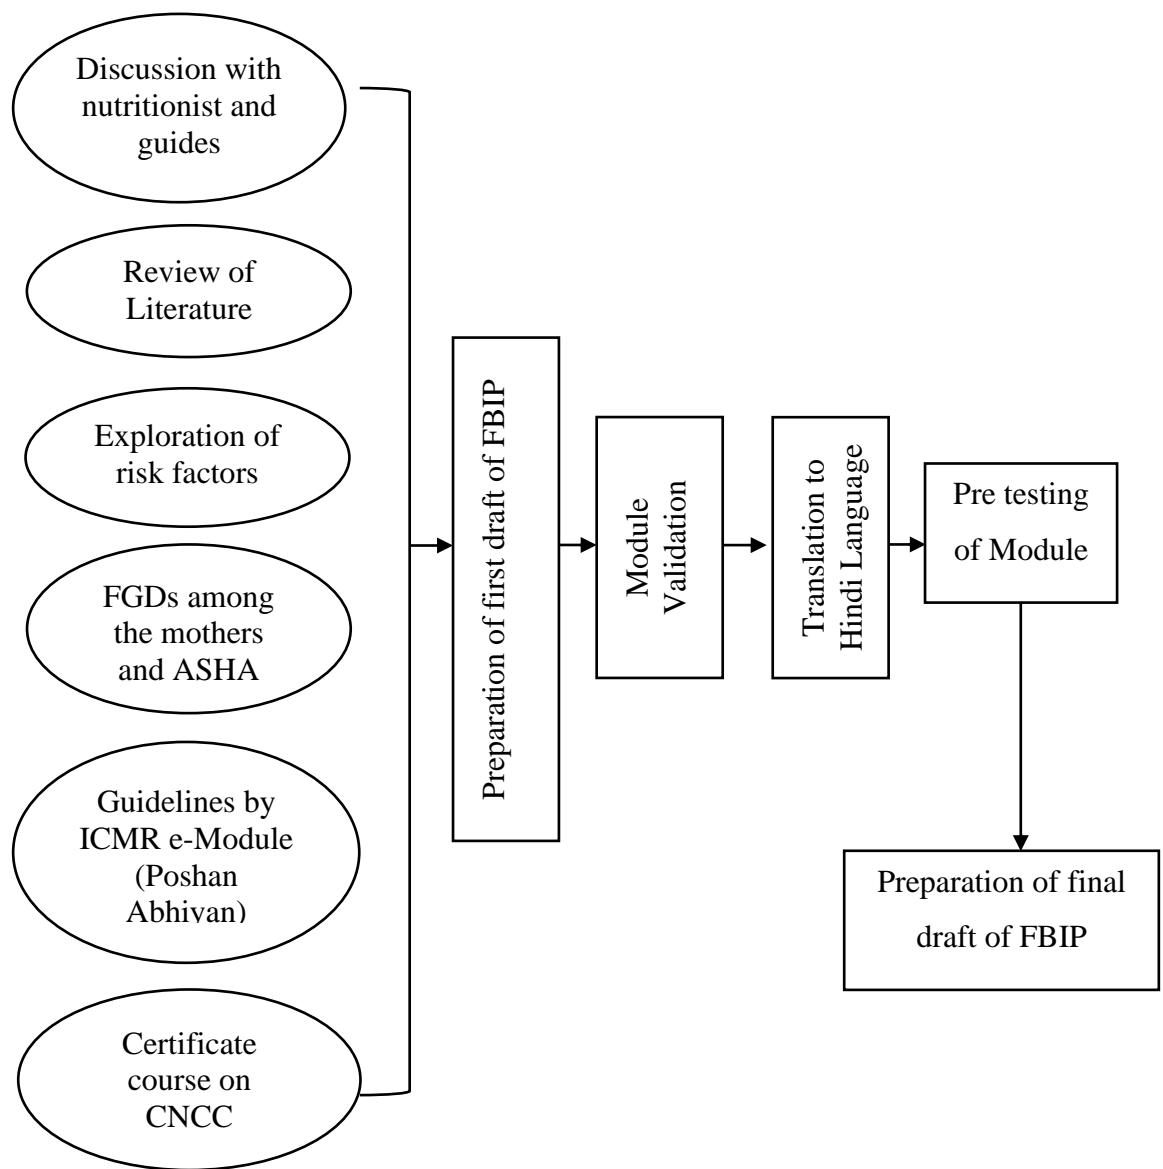 Discussion with
nutritionist and
guides
Review of
Literature
Exploration of
risk factors
FGDs among
the mothers
and ASHA
Guidelines by
ICMR e-Module
(Poshan
Abhivan)
Certificate
course on
CNCC
Preparation of first draft of FBIP
Module
Validation
Translation to
Hindi Language
Pre testing
of Module
Preparation of final
draft of FBIP